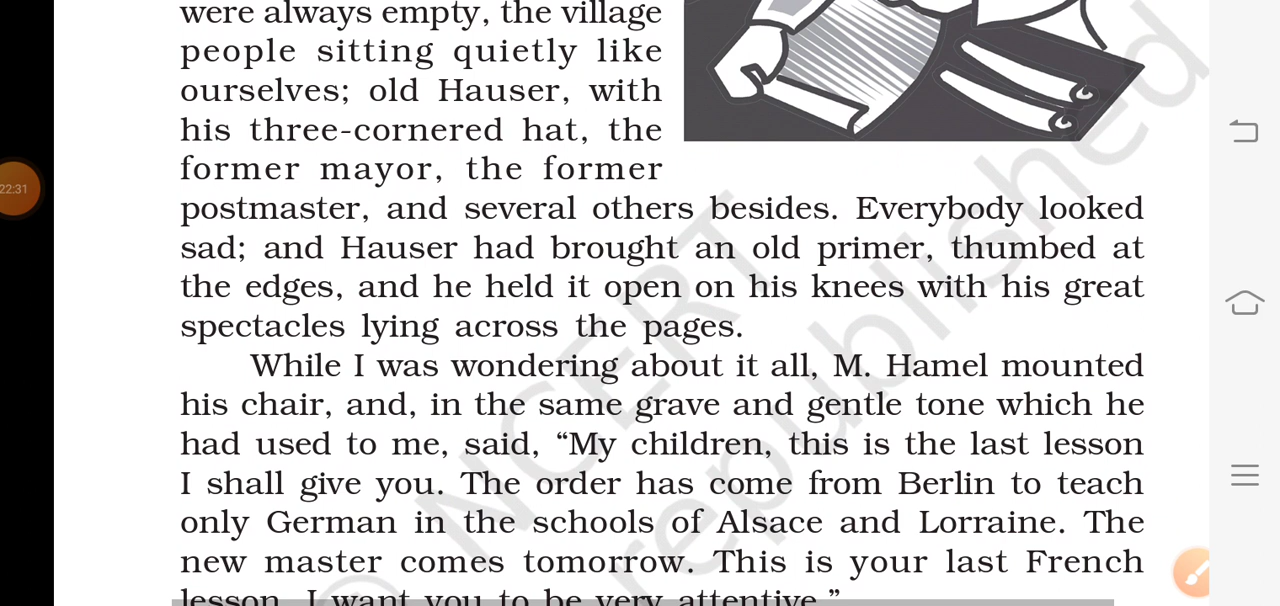 were always empty, the village
people sitting quietly like
ourselves; old Hauser, with
his three-cornered hat, the
former mayor, the former
postmaster, and several others besides. Everybody looked
sad; and Hauser had brought an old primer, thumbed at
the edges, and he held it open on his knees with his great
spectacles lying across the pages.
While I was wondering about it all, M. Hamel mounted
his chair, and, in the same grave and gentle tone which he
had used to me, said, “My children, this is the last lesson
I shall give you. The order has come from Berlin to teach
only German in the schools of Alsace and Lorraine. The
new master comes tomorrow. This is your last French
lesson. I want you to be very attentive.”
22:31
© NCERT
republished